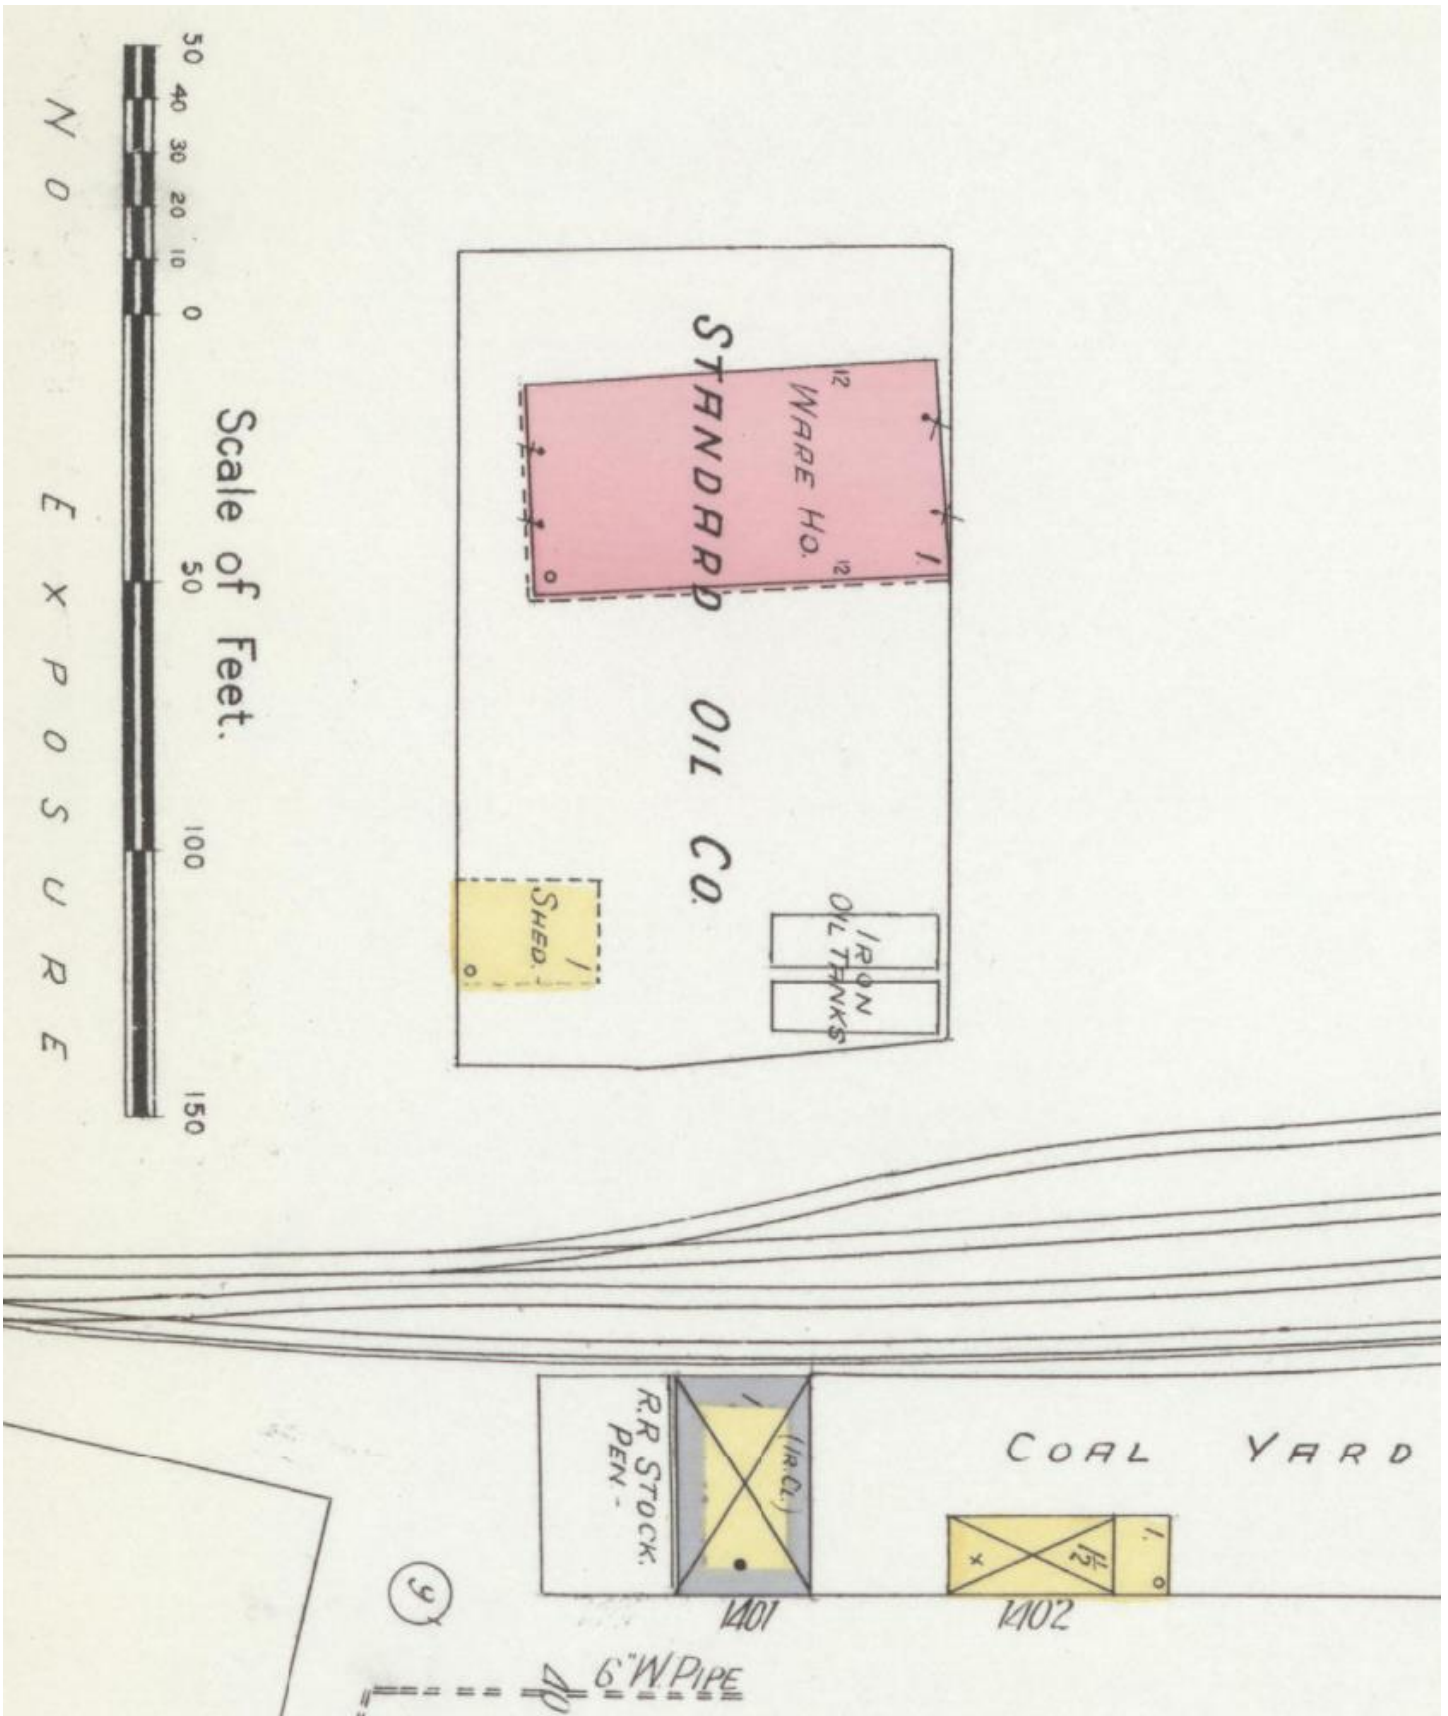 50 40 30 20 10 0 50 100 150
Scale of Feet.
NO EXPOSURE
STANDARD OIL CO.
WARE HO.
12
12
1.
SHED.-
1
IRON
OIL TANKS
R.R STOCK.
PEN.-
1
(IR.CL.)
1401
COAL YARD
1½
x
1.
1402
9
6"W.PIPE
40